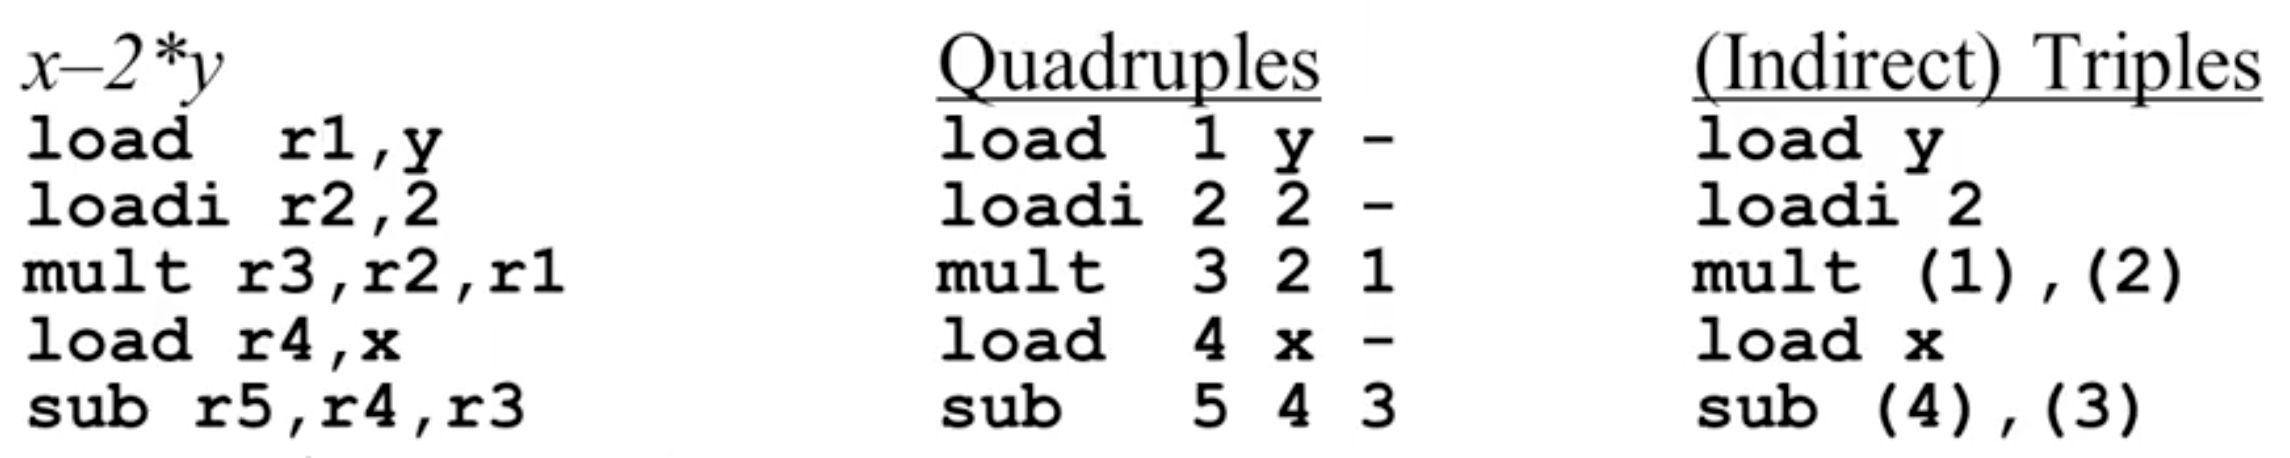 x–2*y
load r1,y
loadi r2,2
mult r3,r2,r1
load r4,x
sub r5,r4,r3
Quadruples
load 1 y -
loadi 2 2 -
mult 3 2 1
load 4 x -
sub 5 4 3
(Indirect) Triples
load y
loadi 2
mult (1),(2)
load x
sub (4),(3)